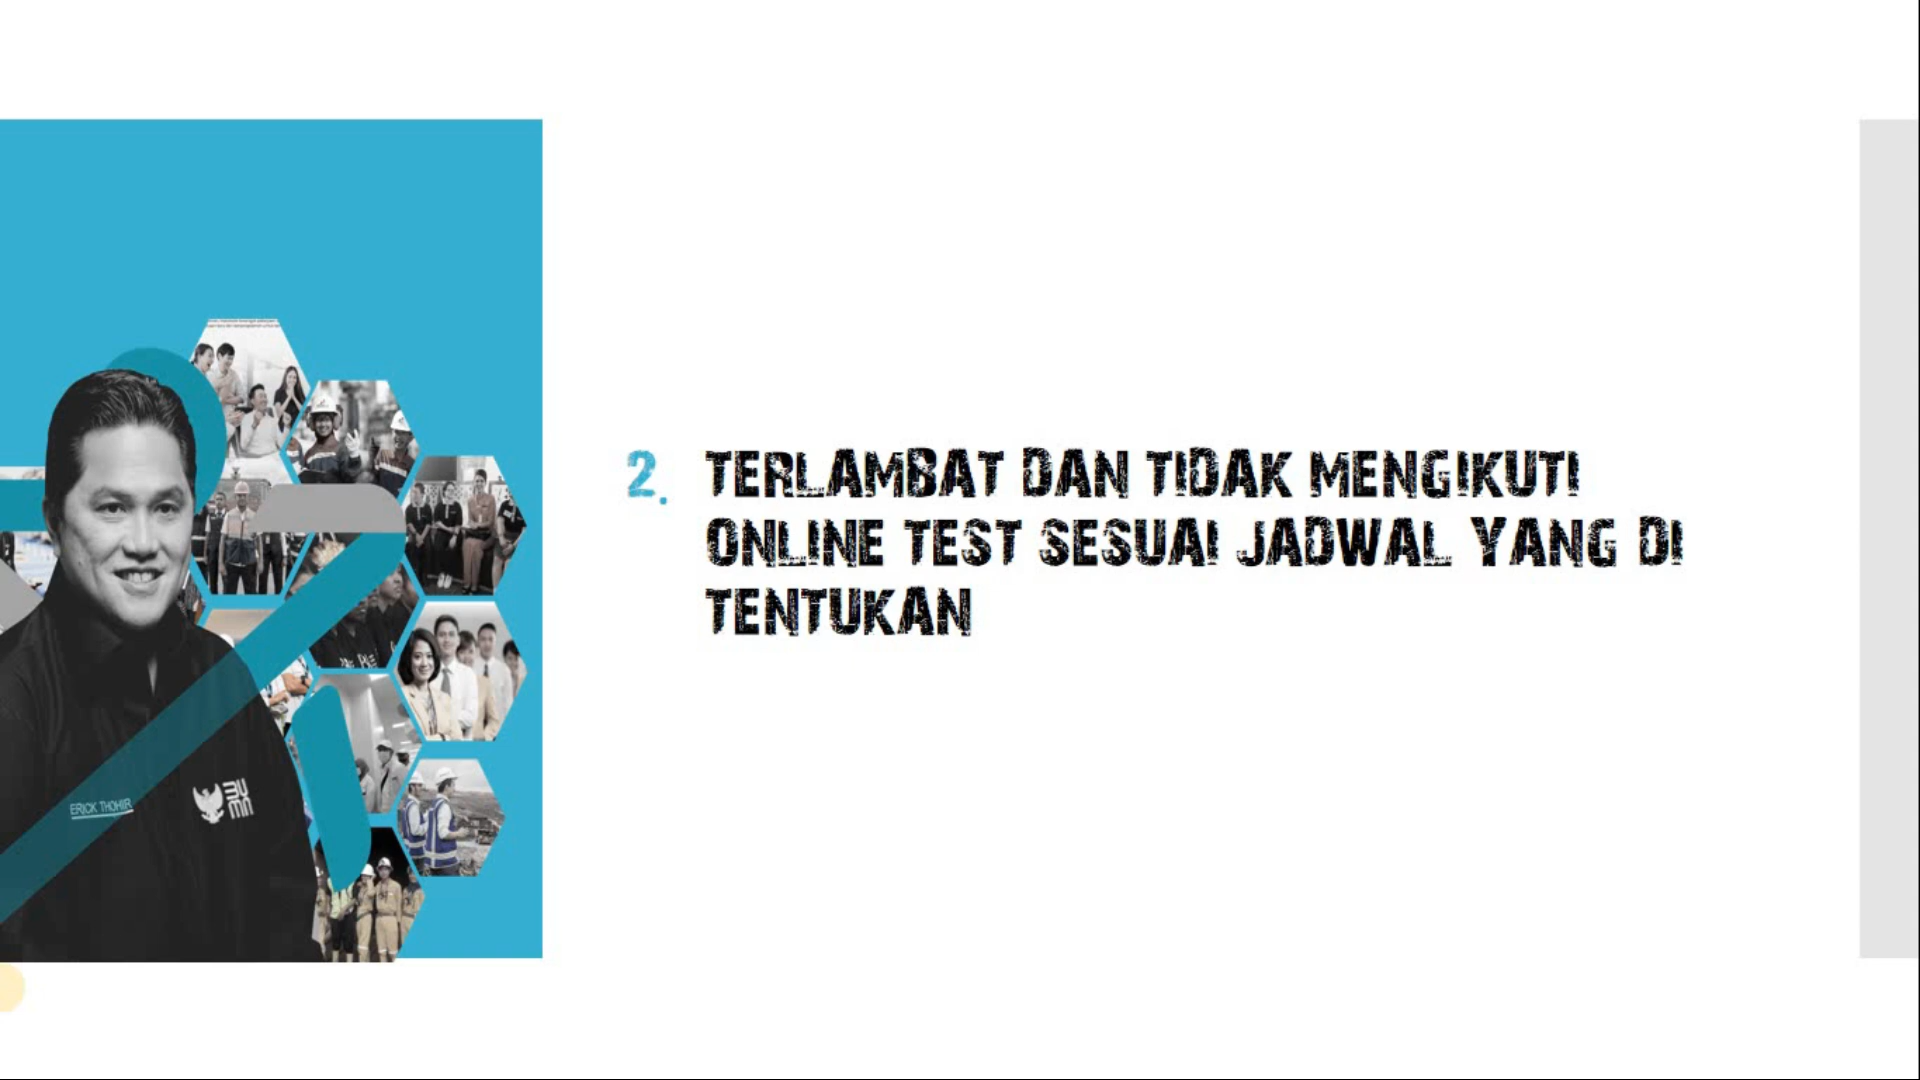 2. TERLAMBAT DAN TIDAK MENGIKUTI
ONLINE TEST SESUAI JADWAL YANG DI
TENTUKAN
ERICK THOHIR
BUMN